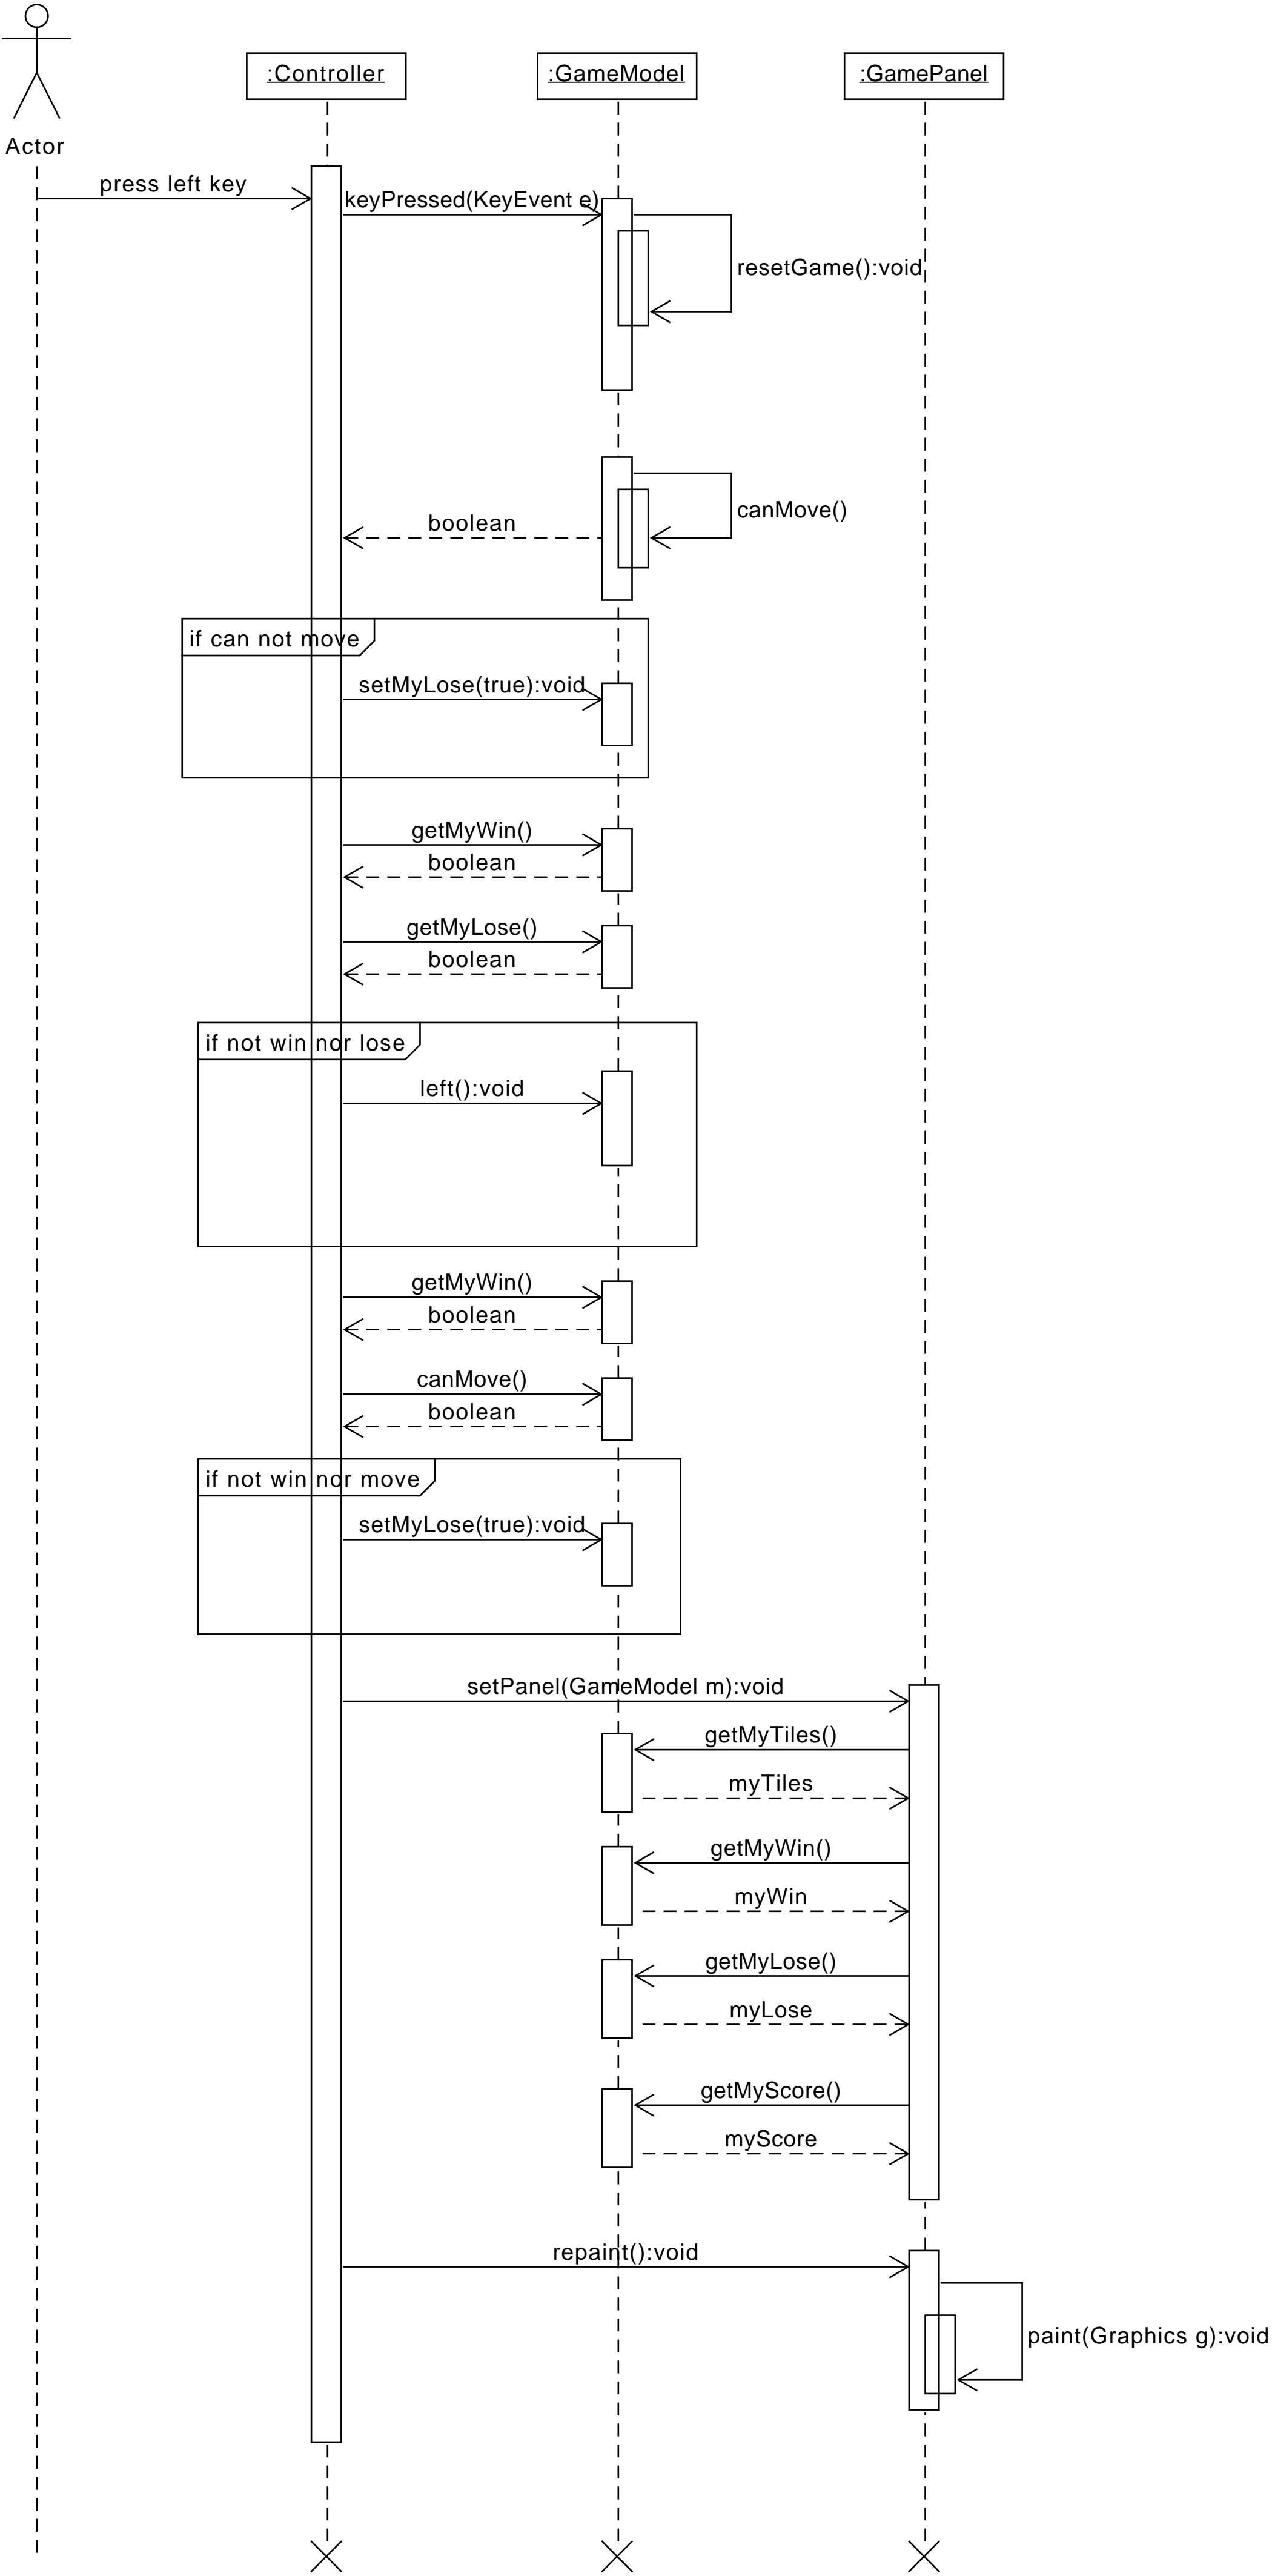 :Controller
:GameModel
:GamePanel
Actor
press left key
keyPressed(KeyEvent e)
resetGame():void
canMove()
boolean
if can not move
setMyLose(true):void
getMyWin()
boolean
getMyLose()
boolean
if not win nor lose
left():void
getMyWin()
boolean
canMove()
boolean
if not win nor move
setMyLose(true):void
setPanel(GameModel m):void
getMyTiles()
myTiles
getMyWin()
myWin
getMyLose()
myLose
getMyScore()
myScore
repaint():void
paint(Graphics g):void